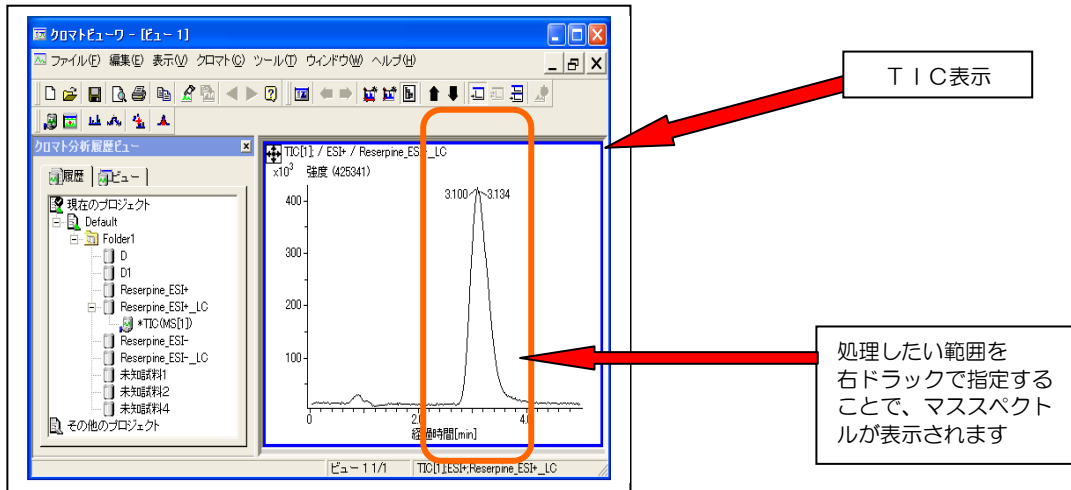 クロマトビューワ - [ビュー 1]
ファイル(F) 編集(E) 表示(V) クロマト(C) ツール(T) ウィンドウ(W) ヘルプ(H)
クロマト分析履歴ビュー
履歴 ビュー
現在のプロジェクト
Default
Folder1
D
D1
Reserpine_ESI+
Reserpine_ESI+_LC
*TIC(MS[1])
Reserpine_ESI-
Reserpine_ESI-_LC
未知試料1
未知試料2
未知試料4
その他のプロジェクト
TIC[1]: / ESI+ / Reserpine_ESI+_LC
x10³ 強度 (425341)
3.100 3.134
400
300
200
100
0 2.0 4.0
経過時間[min]
ビュー 1 1/1 TIC[1]:ESI+;Reserpine_ESI+_LC
ＴＩＣ表示
処理したい範囲を
右ドラックで指定する
ことで、マススペクト
ルが表示されます